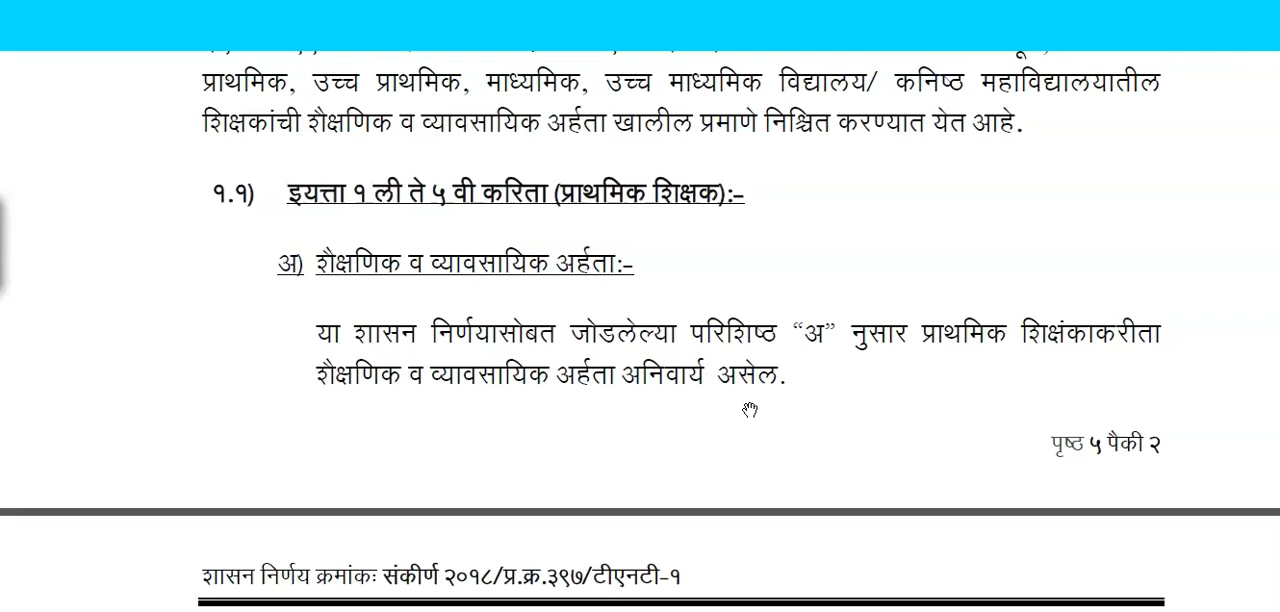 प्राथमिक, उच्च प्राथमिक, माध्यमिक, उच्च माध्यमिक विद्यालय/ कनिष्ठ महाविद्यालयातील
शिक्षकांची शैक्षणिक व व्यावसायिक अर्हता खालील प्रमाणे निश्चित करण्यात येत आहे.
१.१) इयत्ता १ ली ते ५ वी करिता (प्राथमिक शिक्षक):-
अ) शैक्षणिक व व्यावसायिक अर्हता:-
या शासन निर्णयासोबत जोडलेल्या परिशिष्ठ “अ” नुसार प्राथमिक शिक्षंकाकरीता
शैक्षणिक व व्यावसायिक अर्हता अनिवार्य असेल.
पृष्ठ ५ पैकी २
शासन निर्णय क्रमांकः संकीर्ण २०१८/प्र.क्र.३९७/टीएनटी-१